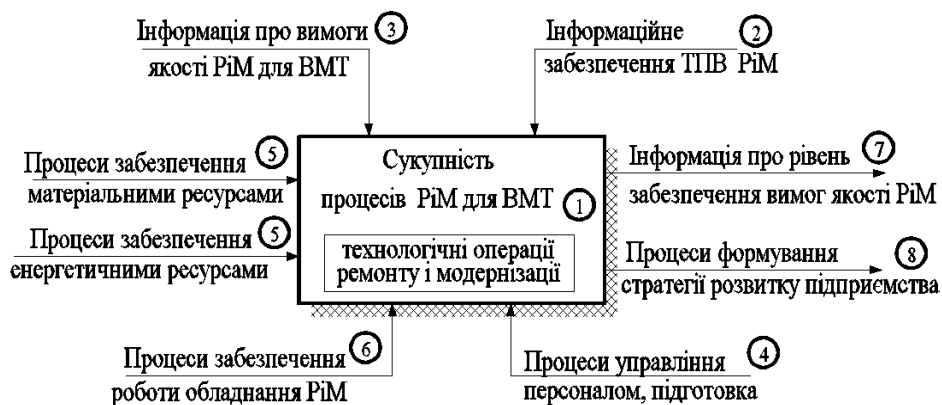 Інформація про вимоги 3
якості РіМ для ВМТ
Інформаційне 2
забезпечення ТПВ РіМ
Процеси забезпечення 5
матеріальними ресурсами
Процеси забезпечення 5
енергетичними ресурсами
Сукупність
процесів РіМ для ВМТ 1
технологічні операції
ремонту і модернізації
Інформація про рівень 7
забезпечення вимог якості РіМ
Процеси формування 8
стратегії розвитку підприємства
Процеси забезпечення 6
роботи обладнання РіМ
Процеси управління 4
персоналом, підготовка